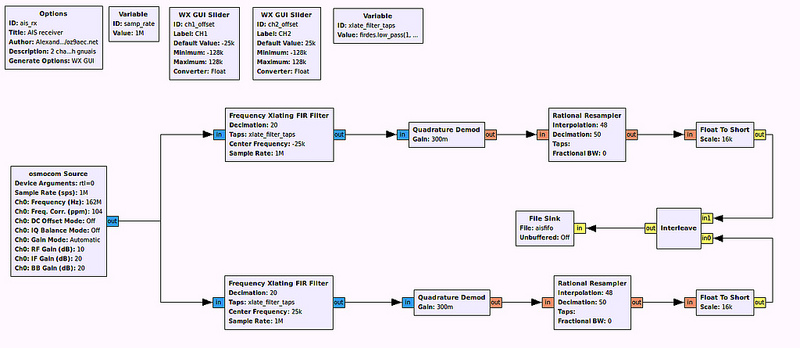 Options
ID: ais_rx
Title: AIS receiver
Author: Alexand.../oz9aec.net
Description: 2 cha...h gnuais
Generate Options: WX GUI
Variable
ID: samp_rate
Value: 1M
WX GUI Slider
ID: ch1_offset
Label: CH1
Default Value: -25k
Minimum: -128k
Maximum: 128k
Converter: Float
WX GUI Slider
ID: ch2_offset
Label: CH2
Default Value: 25k
Minimum: -128k
Maximum: 128k
Converter: Float
Variable
ID: xlate_filter_taps
Value: firdes.low_pass(1, ...
Frequency Xlating FIR Filter
Decimation: 20
Taps: xlate_filter_taps
Center Frequency: -25k
Sample Rate: 1M
in
out
Quadrature Demod
Gain: 300m
in
out
Rational Resampler
Interpolation: 48
Decimation: 50
Taps:
Fractional BW: 0
in
out
Float To Short
Scale: 16k
in
out
osmocom Source
Device Arguments: rtl=0
Sample Rate (sps): 1M
Ch0: Frequency (Hz): 162M
Ch0: Freq. Corr. (ppm): 104
Ch0: DC Offset Mode: Off
Ch0: IQ Balance Mode: Off
Ch0: Gain Mode: Automatic
Ch0: RF Gain (dB): 10
Ch0: IF Gain (dB): 20
Ch0: BB Gain (dB): 20
out
File Sink
File: aisfifo
Unbuffered: Off
in
Interleave
out
in1
in0
Frequency Xlating FIR Filter
Decimation: 20
Taps: xlate_filter_taps
Center Frequency: 25k
Sample Rate: 1M
in
out
Quadrature Demod
Gain: 300m
in
out
Rational Resampler
Interpolation: 48
Decimation: 50
Taps:
Fractional BW: 0
in
out
Float To Short
Scale: 16k
in
out